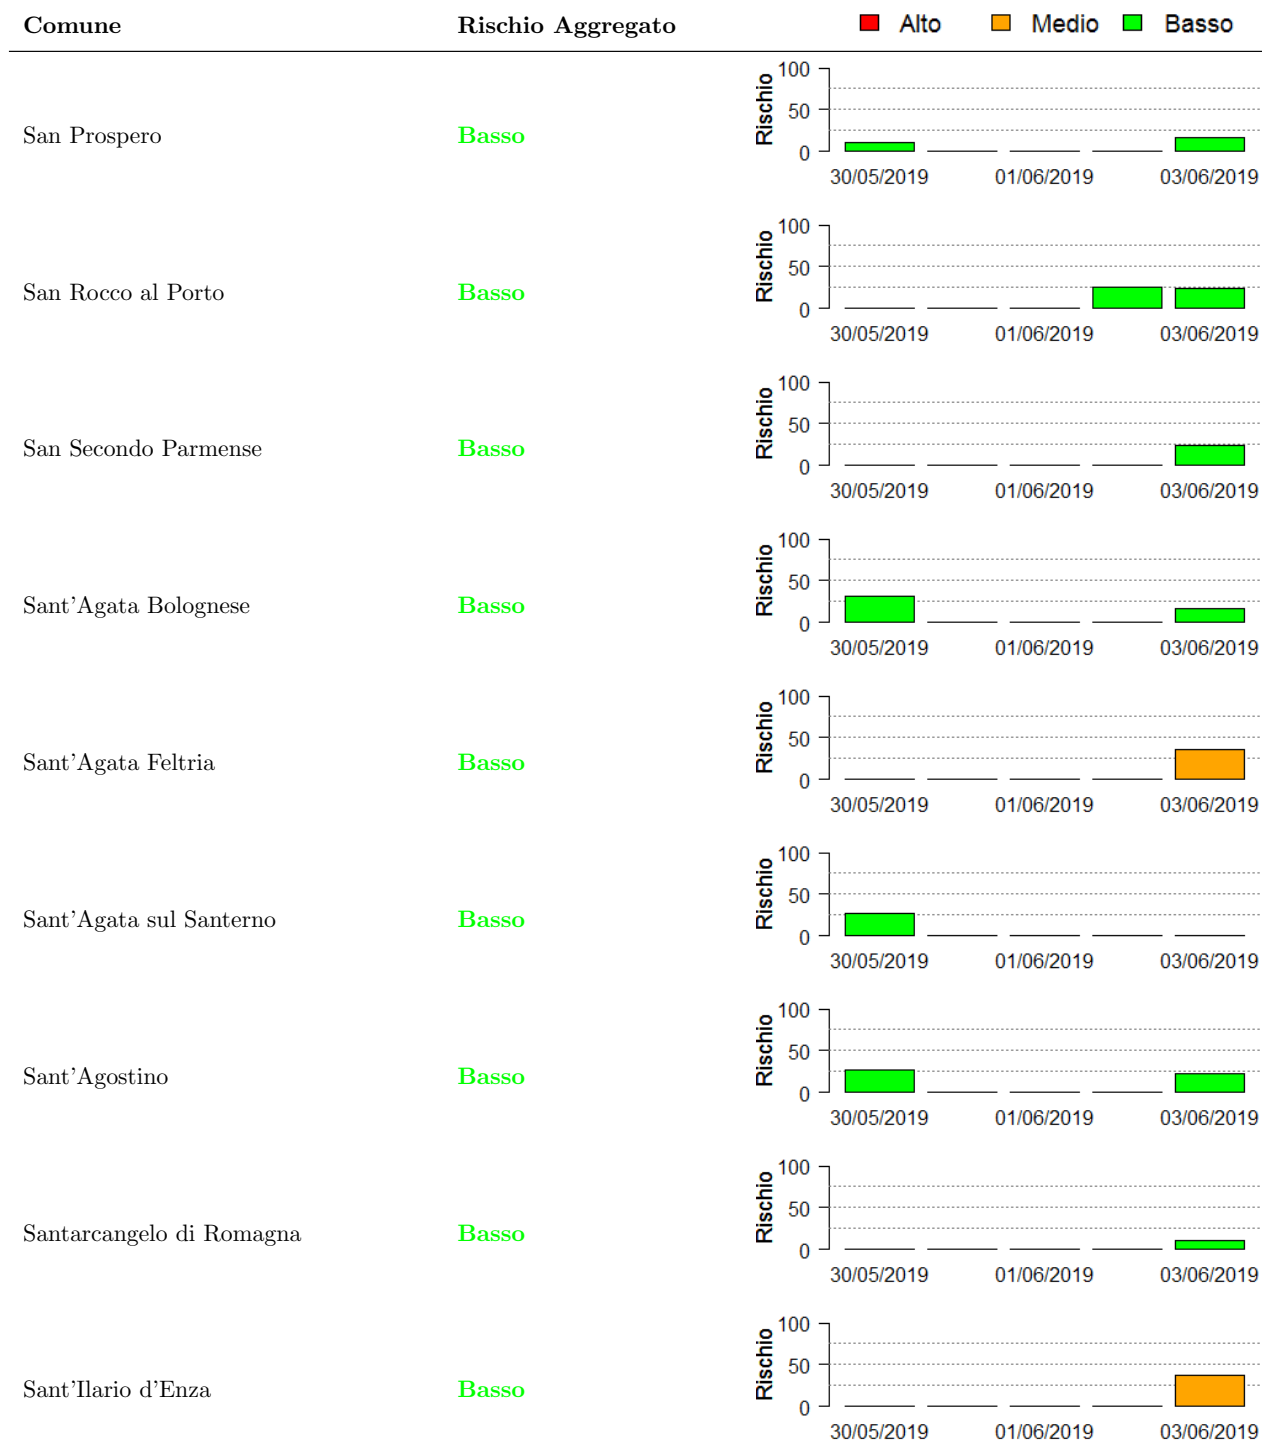 Comune Rischio Aggregato Alto Medio Basso
San Prospero Basso Rischio 100 50 0
30/05/2019 01/06/2019 03/06/2019
San Rocco al Porto Basso Rischio 100 50 0
30/05/2019 01/06/2019 03/06/2019
San Secondo Parmense Basso Rischio 100 50 0
30/05/2019 01/06/2019 03/06/2019
Sant'Agata Bolognese Basso Rischio 100 50 0
30/05/2019 01/06/2019 03/06/2019
Sant'Agata Feltria Basso Rischio 100 50 0
30/05/2019 01/06/2019 03/06/2019
Sant'Agata sul Santerno Basso Rischio 100 50 0
30/05/2019 01/06/2019 03/06/2019
Sant'Agostino Basso Rischio 100 50 0
30/05/2019 01/06/2019 03/06/2019
Santarcangelo di Romagna Basso Rischio 100 50 0
30/05/2019 01/06/2019 03/06/2019
Sant'Ilario d'Enza Basso Rischio 100 50 0
30/05/2019 01/06/2019 03/06/2019